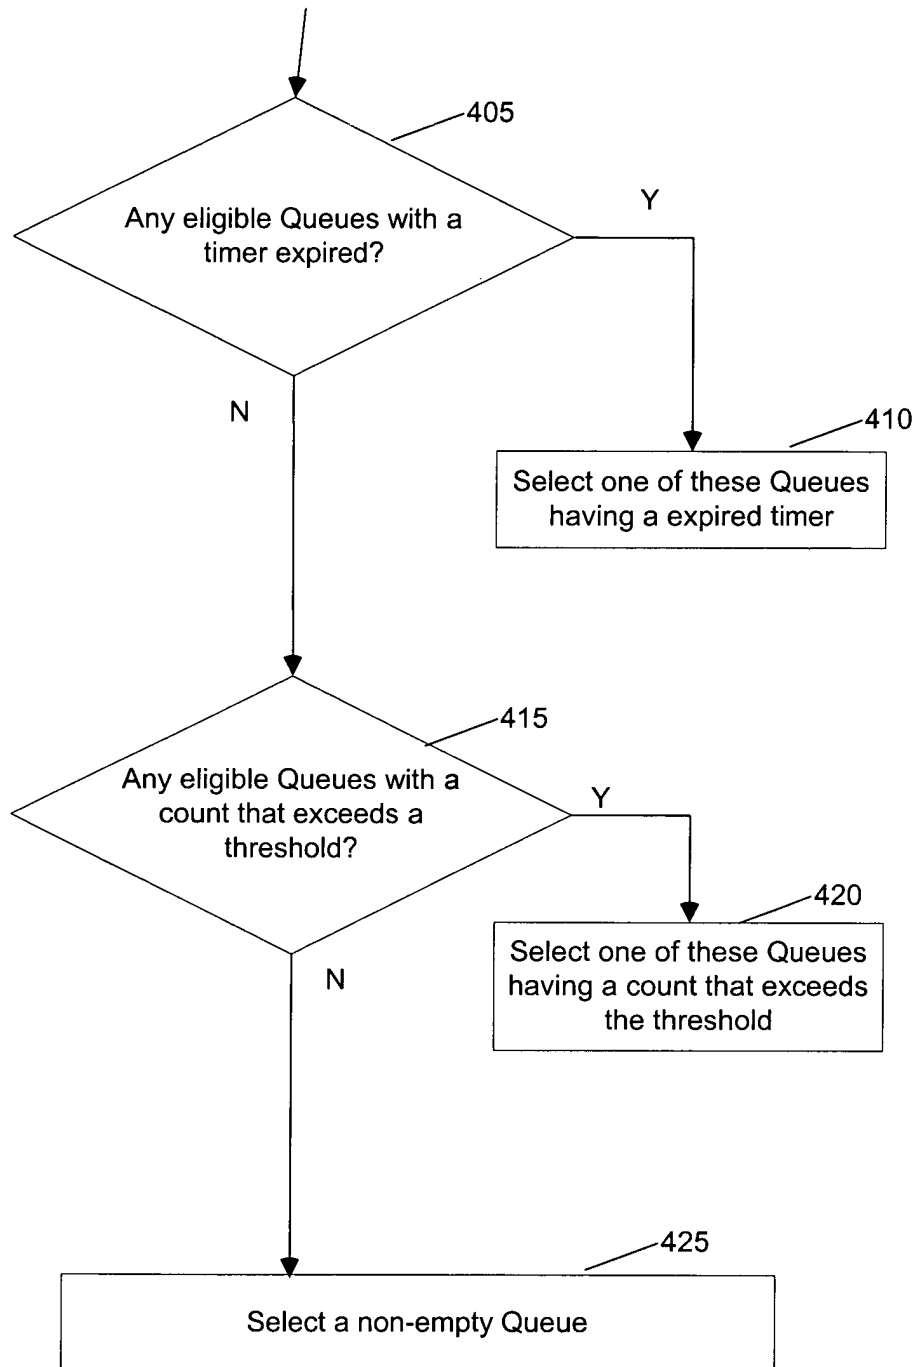 405
Any eligible Queues with a
timer expired?
Y
N
410
Select one of these Queues
having a expired timer
415
Any eligible Queues with a
count that exceeds a
threshold?
Y
N
420
Select one of these Queues
having a count that exceeds
the threshold
425
Select a non-empty Queue